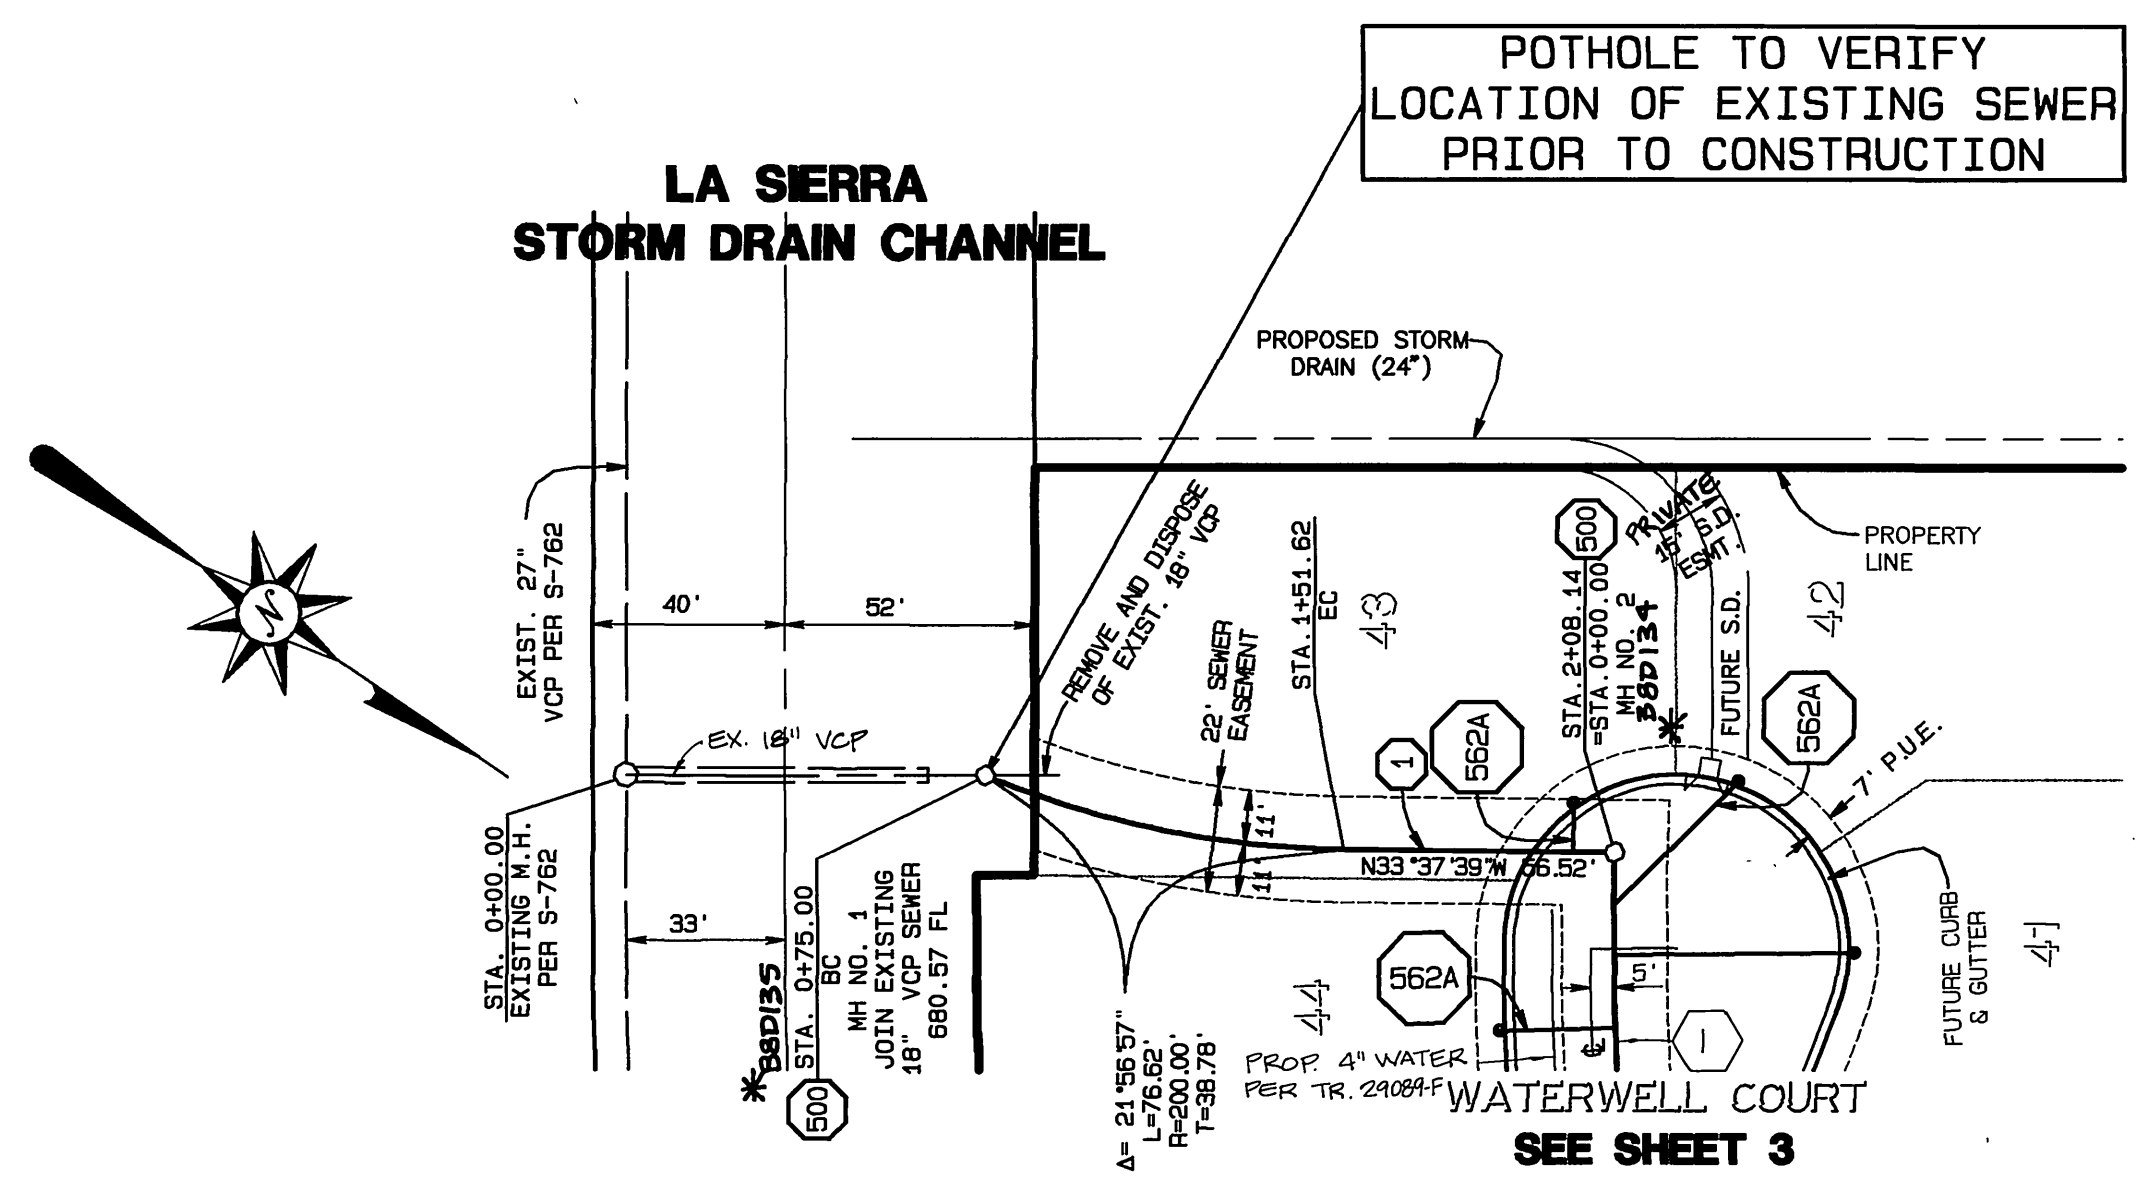 POTHOLE TO VERIFY
LOCATION OF EXISTING SEWER
PRIOR TO CONSTRUCTION
LA SIERRA
STORM DRAIN CHANNEL
PROPOSED STORM
DRAIN (24")
PROPERTY
LINE
PRIVATE
15' S.D.
ESMT.
N
EXIST. 27"
VCP PER S-762
40'
52'
REMOVE AND DISPOSE
OF EXIST. 18" VCP
22' SEWER
EASEMENT
STA.1+51.62
EC
43
500
STA.2+08.14
=STA.0+00.00
MH NO. 2
B8D1134
*
FUTURE S.D.
42
562A
562A
1
7' P.U.E.
EX. 18" VCP
11'
11'
N33°37'39"W 56.52'
STA. 0+00.00
EXISTING M.H.
PER S-762
33'
*B8D1135
STA. 0+75.00
BC
MH NO. 1
JOIN EXISTING
18" VCP SEWER
680.57 FL
500
Δ= 21°56'57"
L=76.62'
R=200.00'
T=38.78'
44
562A
5'
℄
1
FUTURE CURB
& GUTTER
41
PROP. 4" WATER
PER TR. 29089-F
WATERWELL COURT
SEE SHEET 3